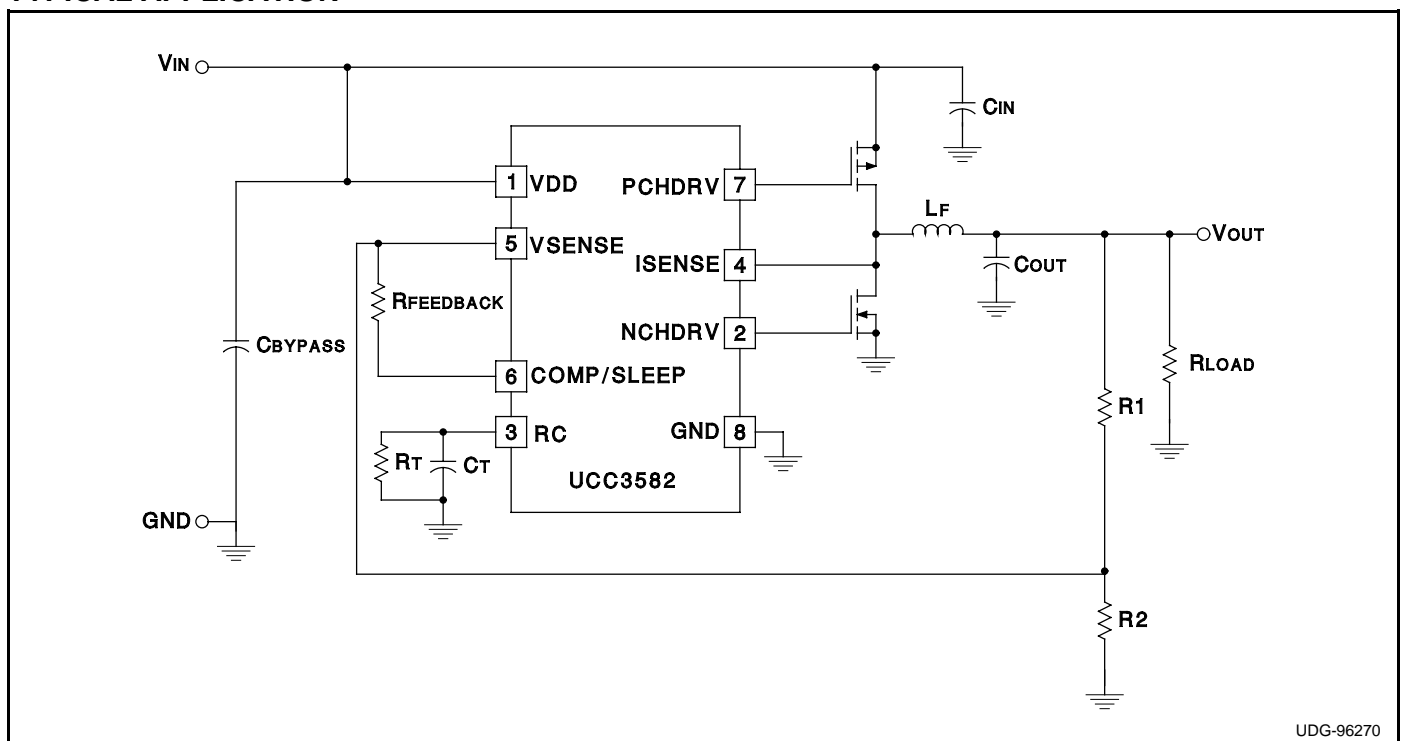 VIN
CIN
1 VDD
PCHDRV 7
5 VSENSE
LF
VOUT
ISENSE 4
COUT
RFEEDBACK
NCHDRV 2
CBYPASS
RLOAD
6 COMP/SLEEP
R1
3 RC
GND 8
RT
CT
UCC3582
GND
R2
UDG-96270